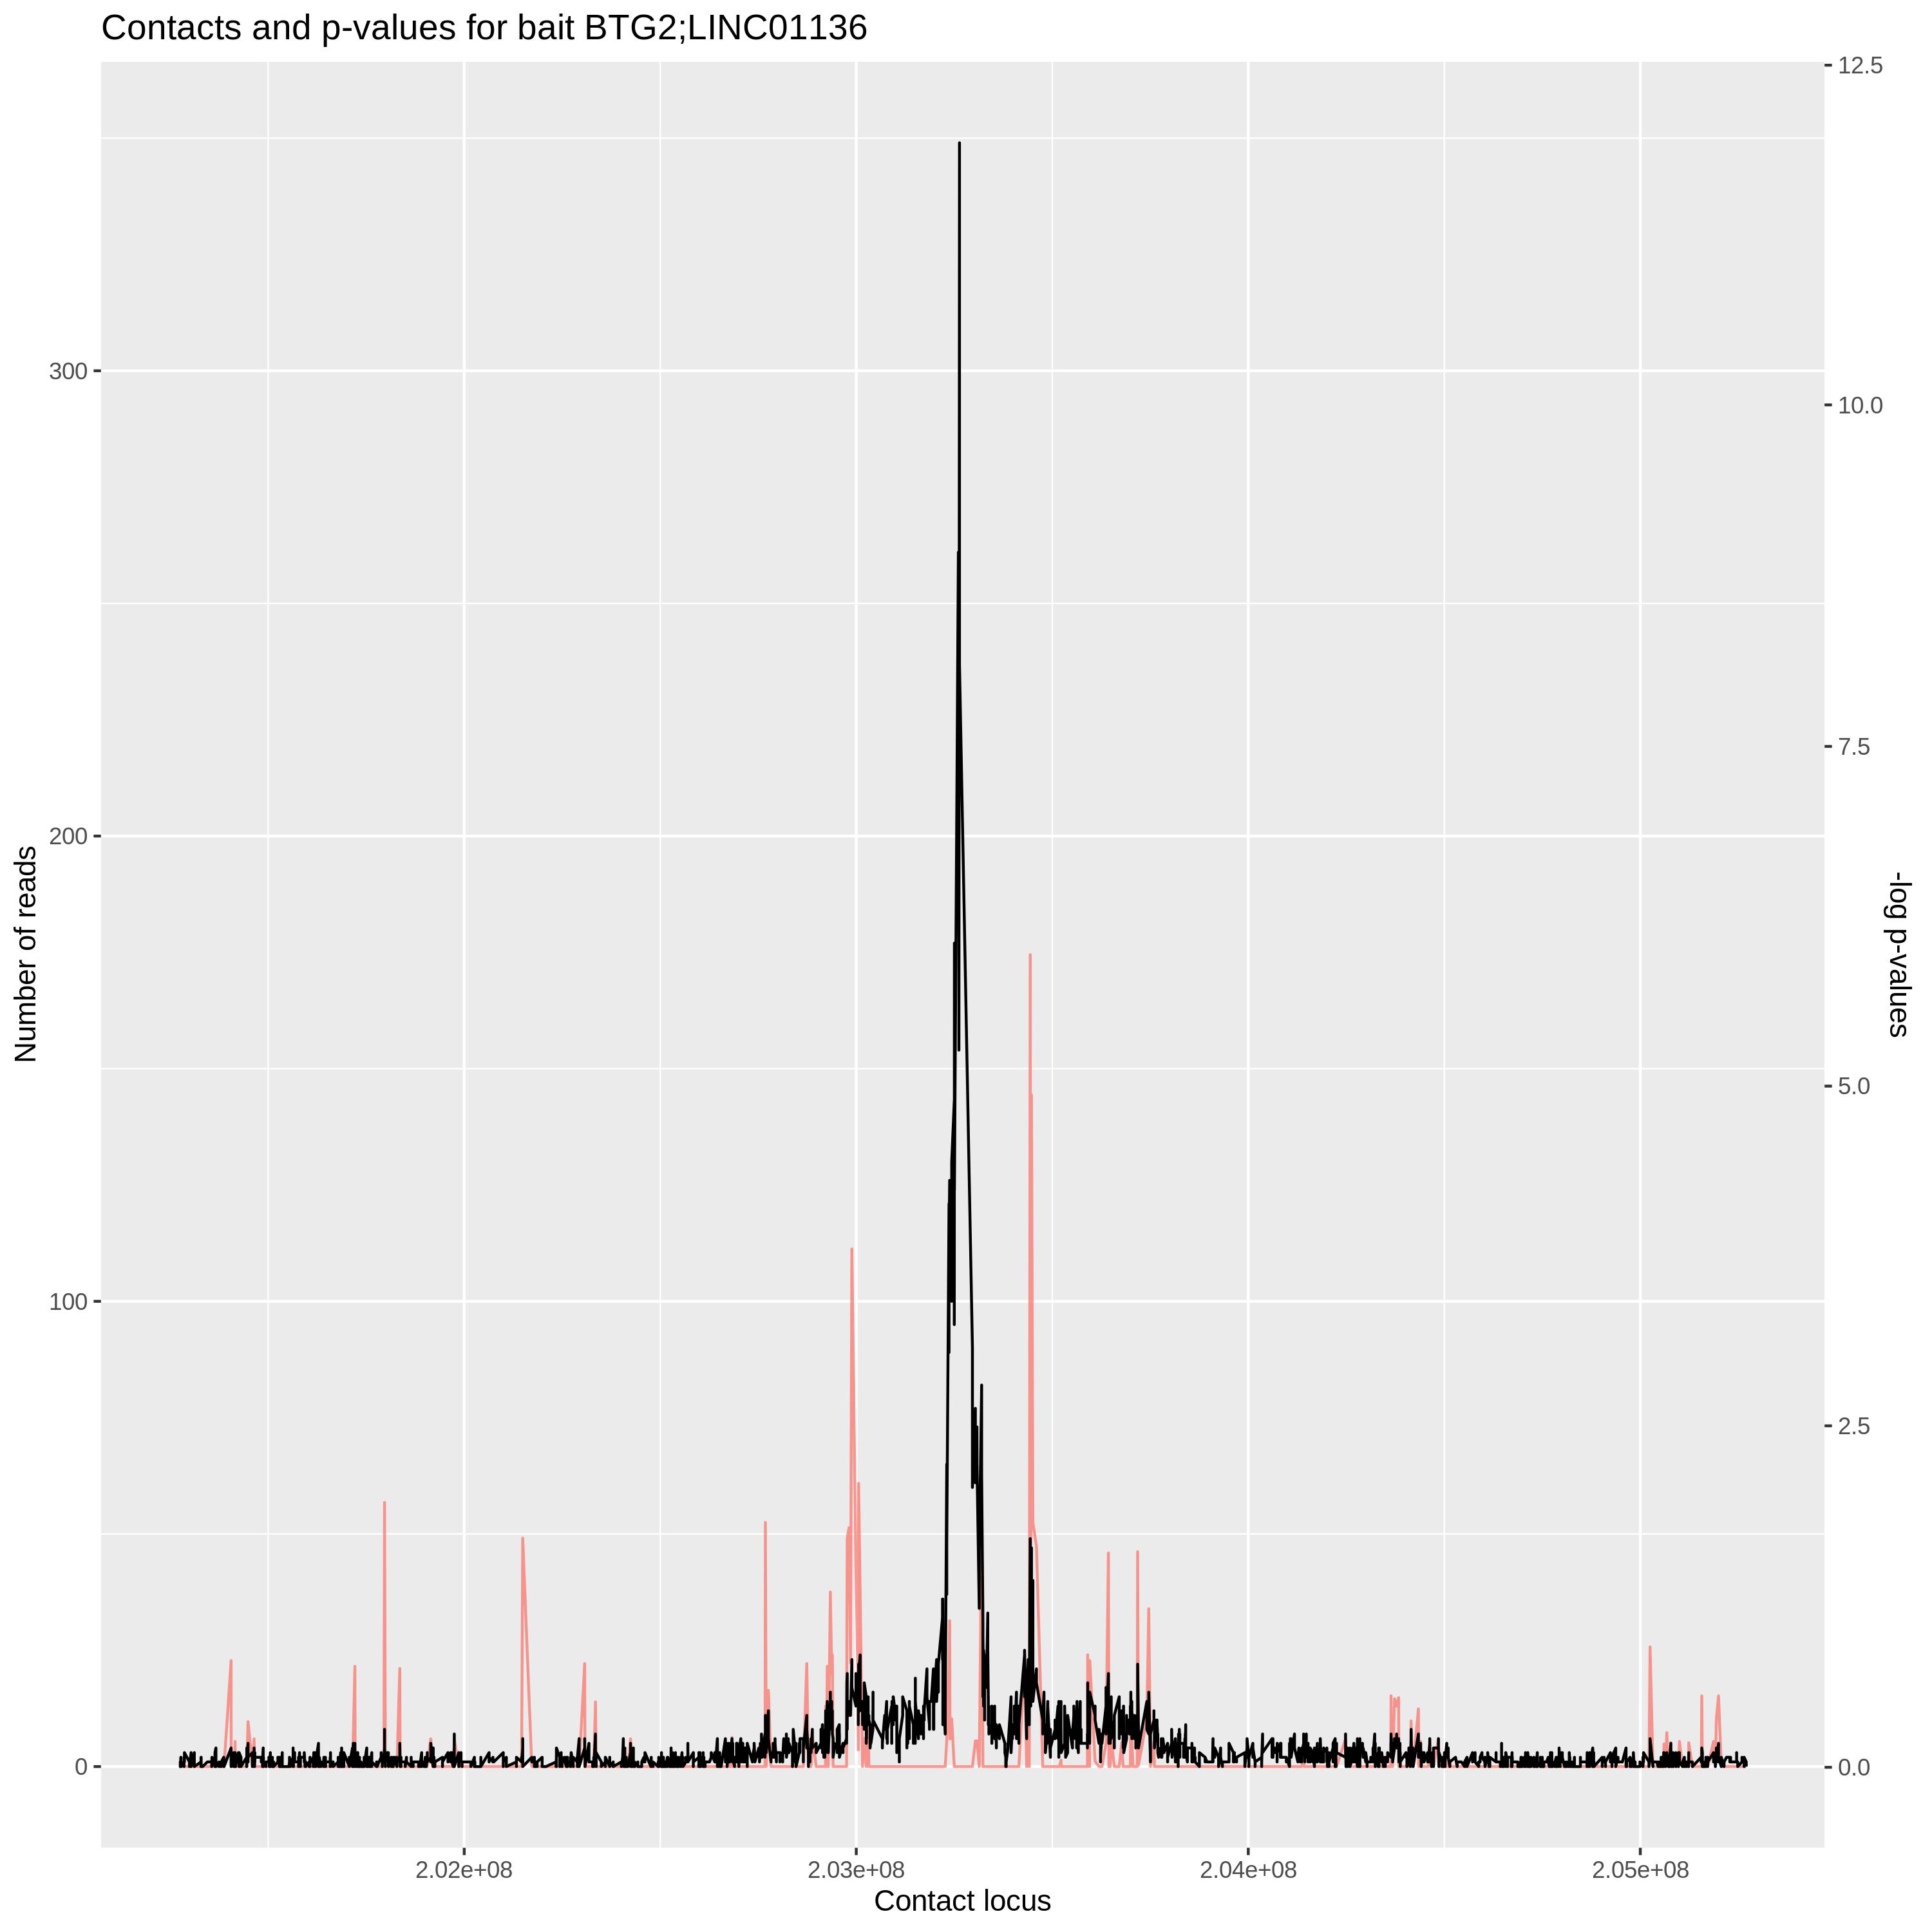 Contacts and p-values for bait BTG2;LINC01136
12.5
300
10.0
7.5
200
Number of reads
-log p-values
5.0
100
2.5
0
0.0
2.02e+08
2.03e+08
2.04e+08
2.05e+08
Contact locus